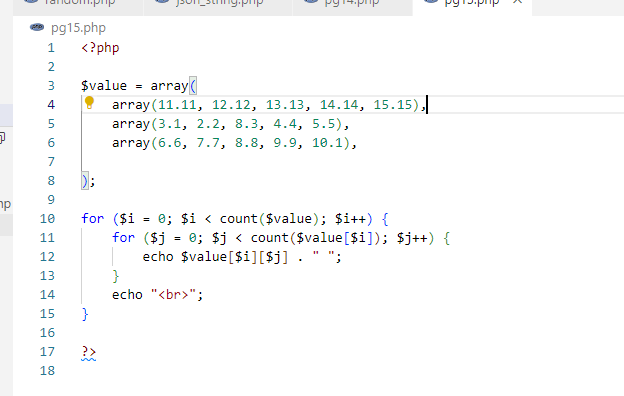 random.php json_string.php pg14.php pg15.php
pg15.php
1 <?php
2
3 $value = array(
4 array(11.11, 12.12, 13.13, 14.14, 15.15),
5 array(3.1, 2.2, 8.3, 4.4, 5.5),
6 array(6.6, 7.7, 8.8, 9.9, 10.1),
7
8 );
9
10 for ($i = 0; $i < count($value); $i++) {
11 for ($j = 0; $j < count($value[$i]); $j++) {
12 echo $value[$i][$j] . " ";
13 }
14 echo "<br>";
15 }
16
17 ?>
18